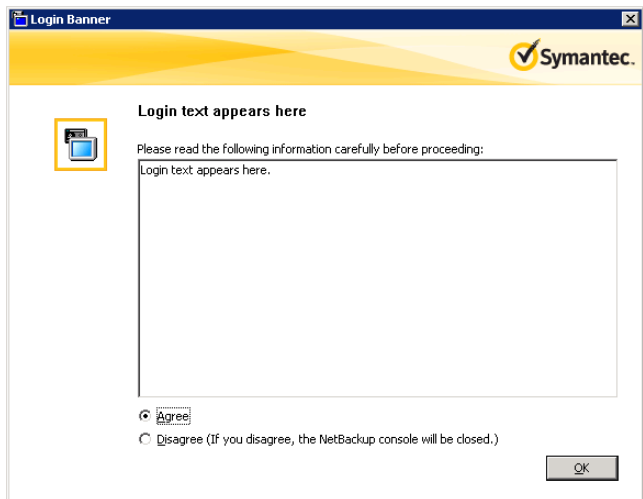 Login Banner
Symantec.
Login text appears here
Please read the following information carefully before proceeding:
Login text appears here.
Agree
Disagree (If you disagree, the NetBackup console will be closed.)
OK